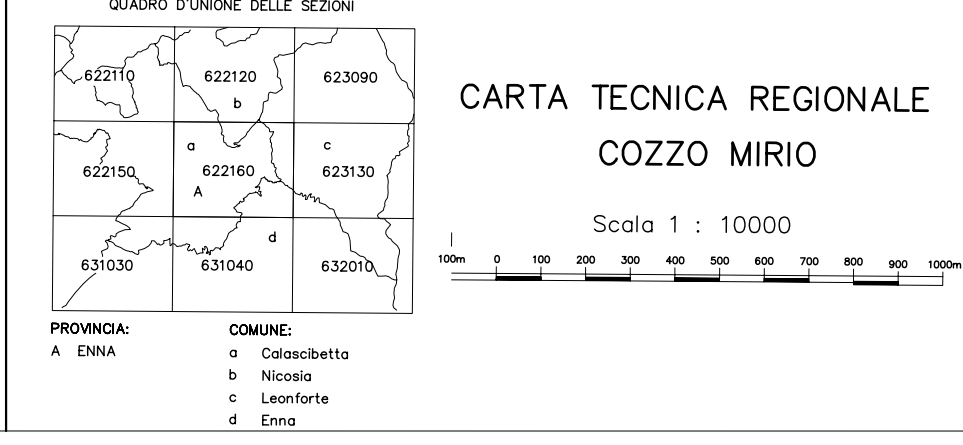 QUADRO D'UNIONE DELLE SEZIONI
622110 622120 623090
b
a c
622150 622160 623130
A
d
631030 631040 632010
PROVINCIA:
A ENNA
COMUNE:
a Calascibetta
b Nicosia
c Leonforte
d Enna
CARTA TECNICA REGIONALE
COZZO MIRIO
Scala 1 : 10000
100m 0 100 200 300 400 500 600 700 800 900 1000m